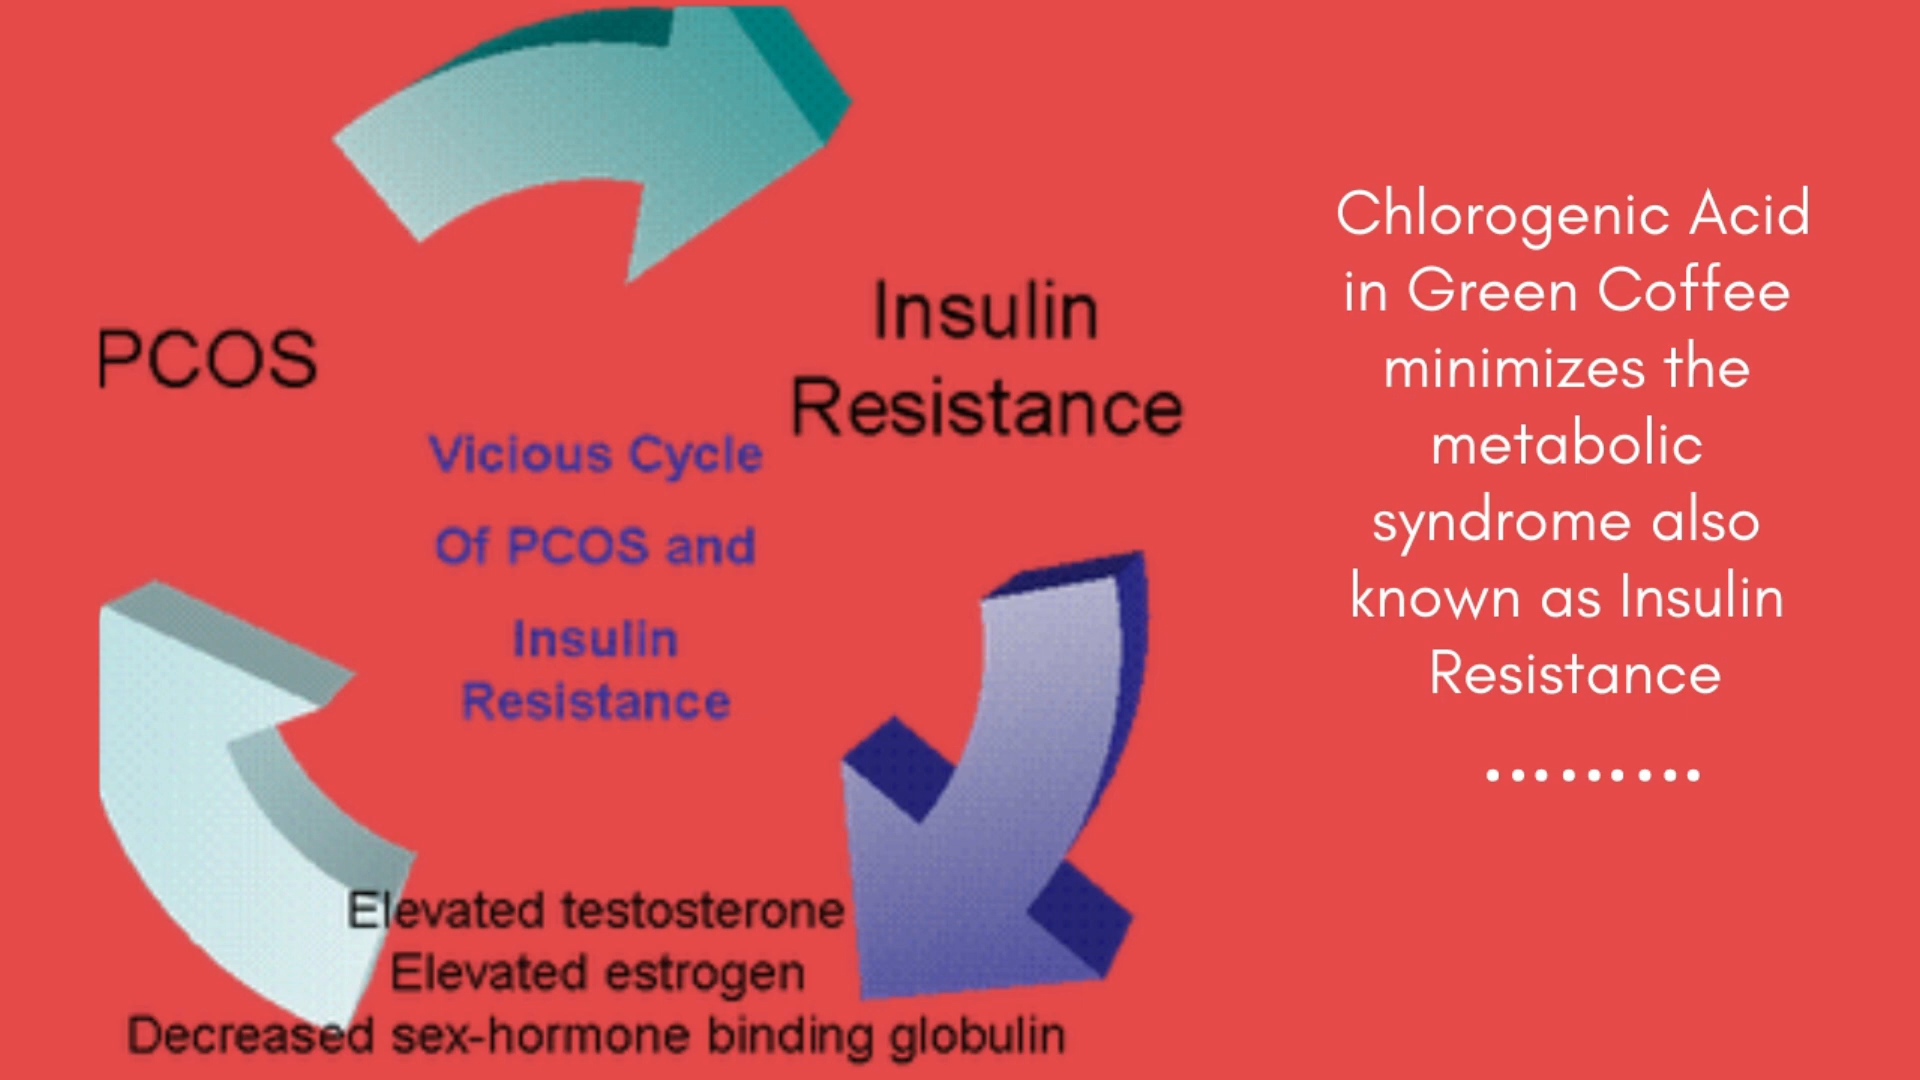 PCOS
Insulin
Resistance
Vicious Cycle
Of PCOS and
Insulin
Resistance
Elevated testosterone
Elevated estrogen
Decreased sex-hormone binding globulin
Chlorogenic Acid
in Green Coffee
minimizes the
metabolic
syndrome also
known as Insulin
Resistance